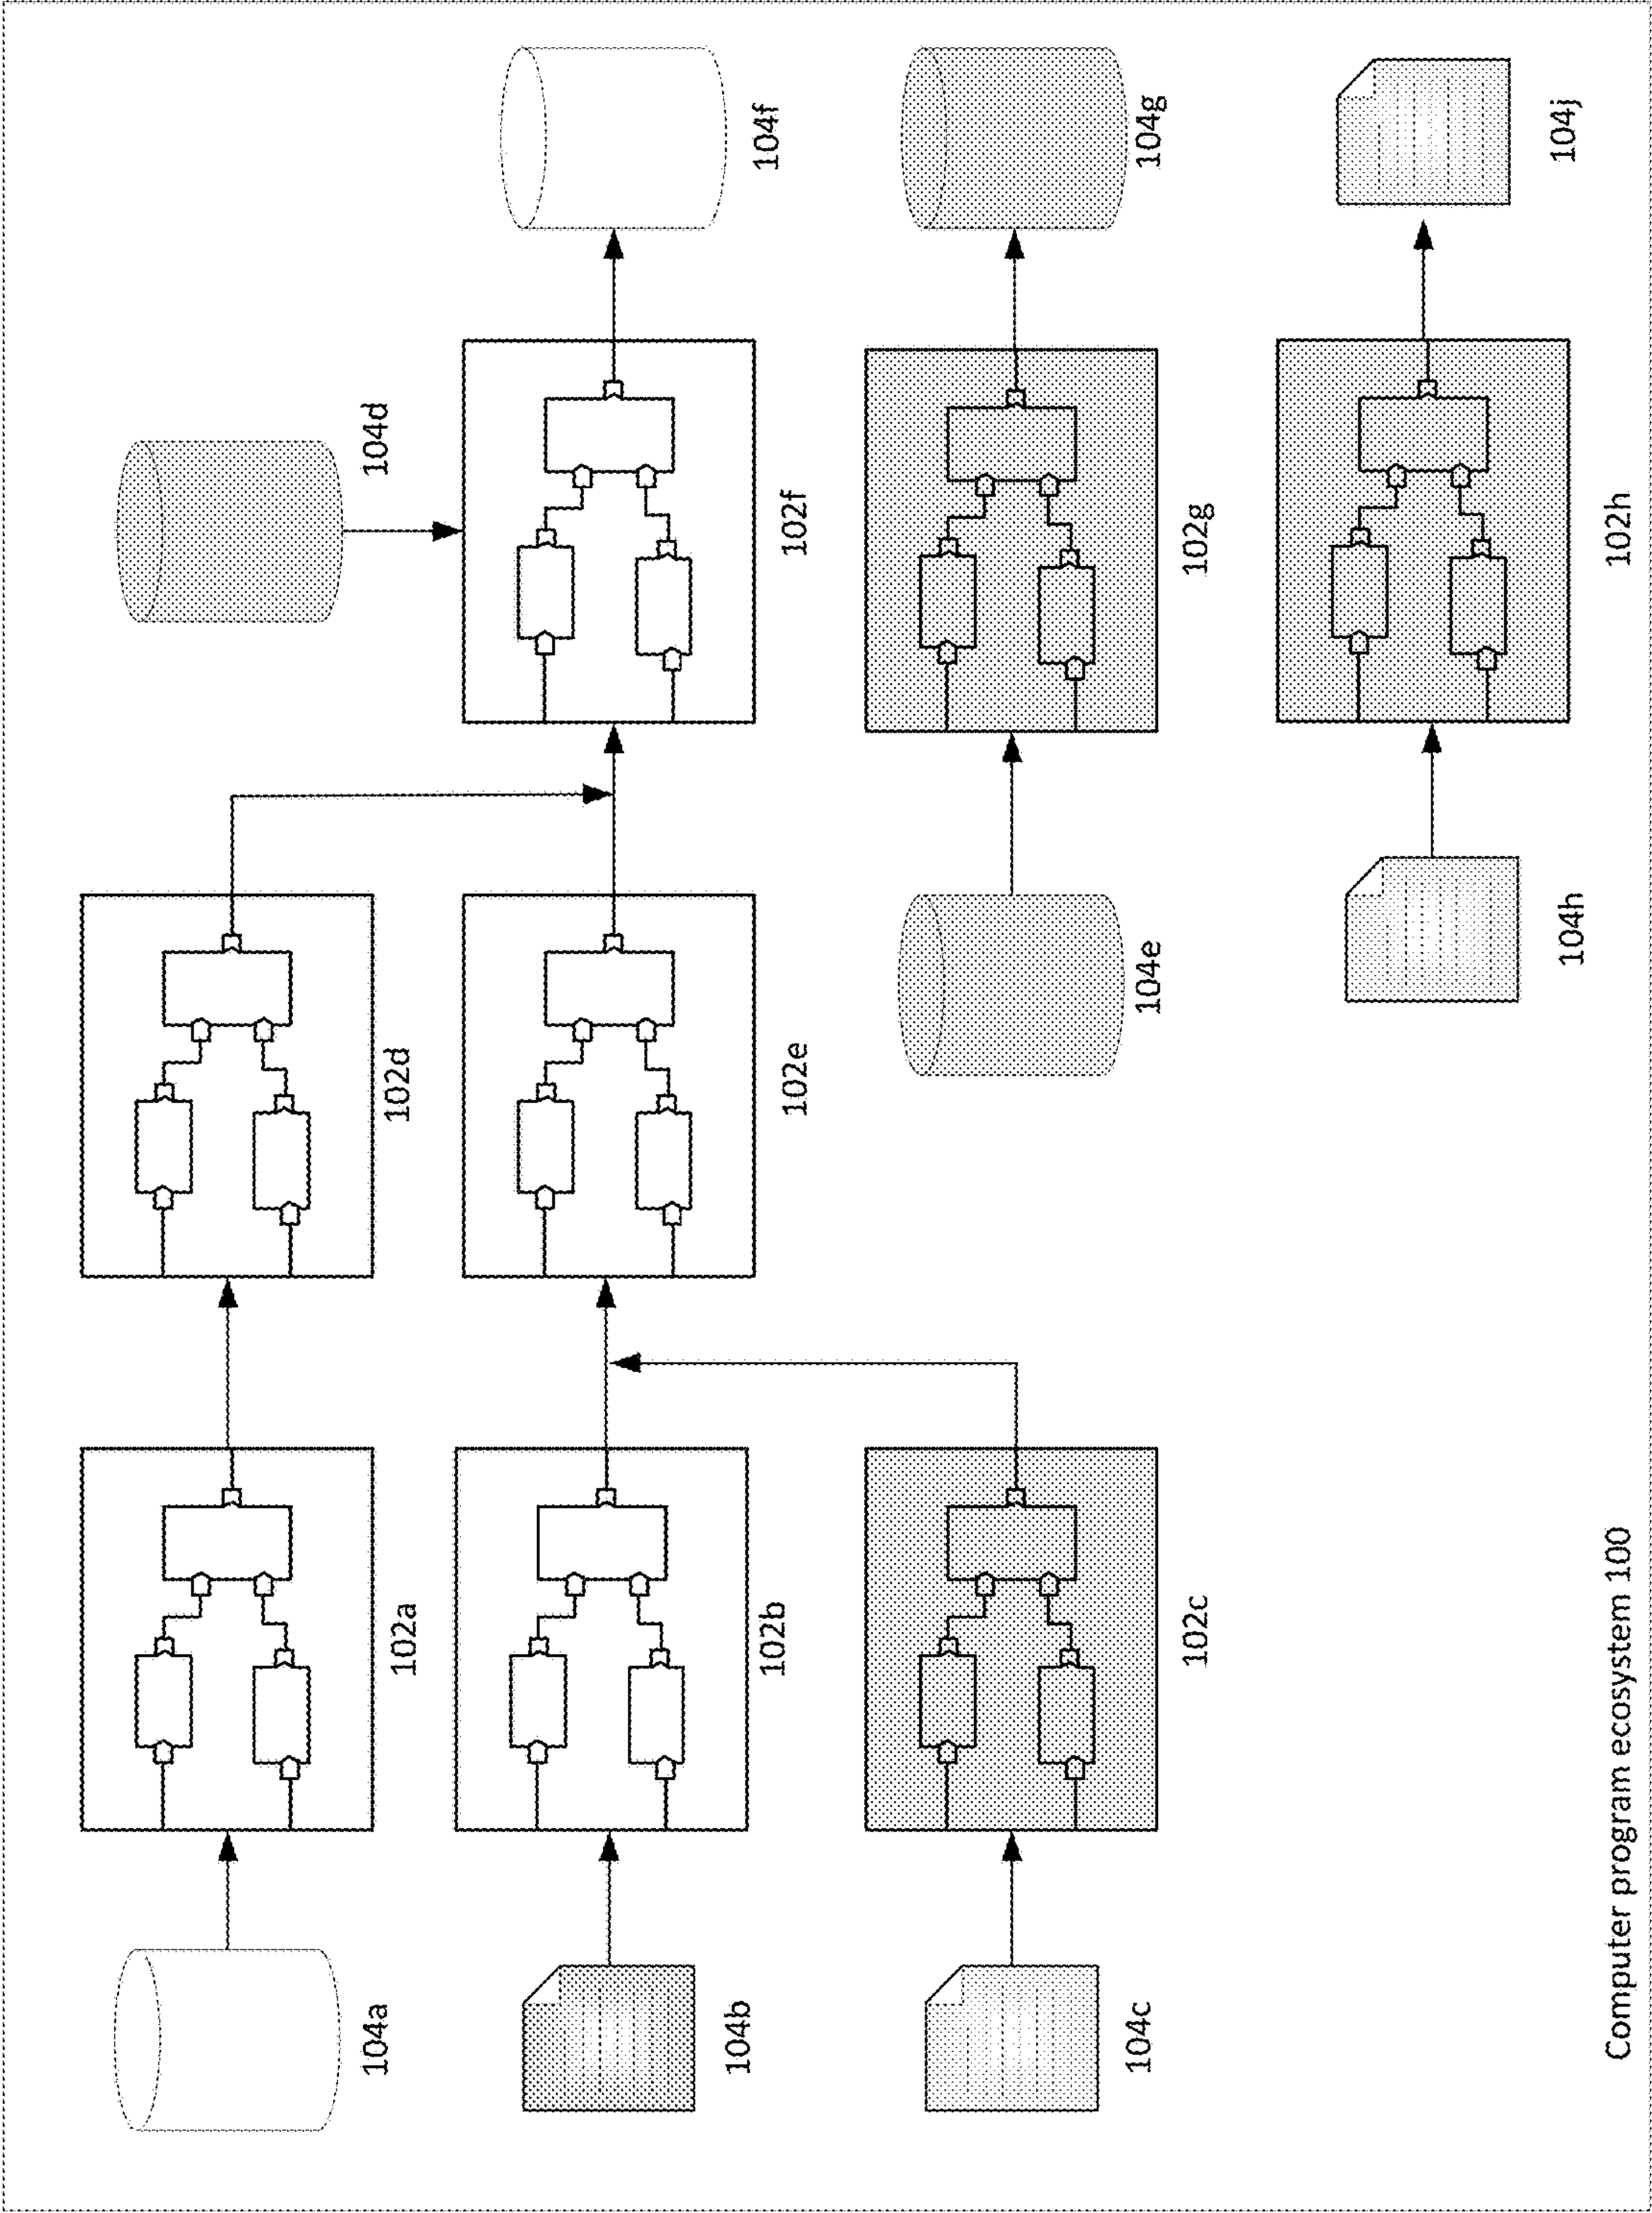 104a
102a
102d
104d
104b
102b
102e
102f
104f
104c
102c
104e
102g
104g
104h
102h
104j
Computer program ecosystem 100